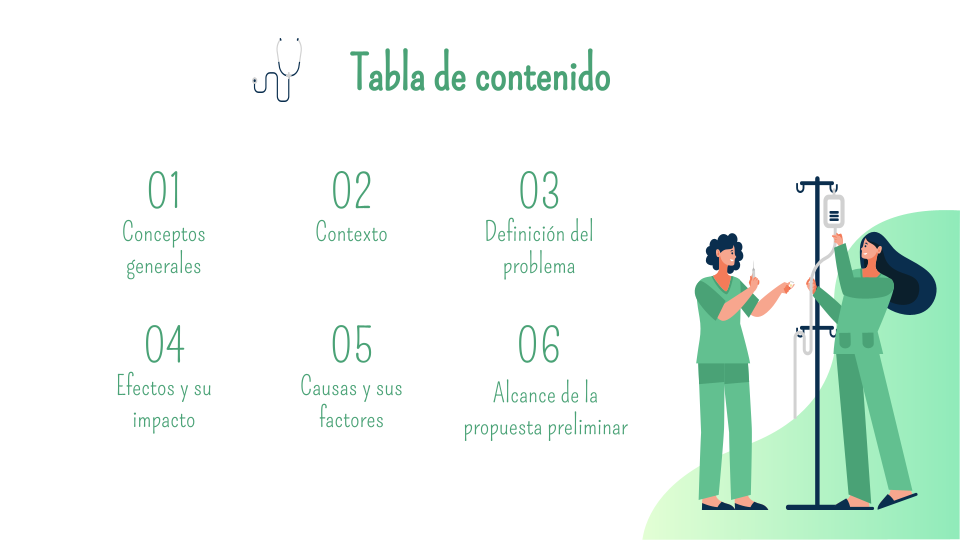 Tabla de contenido
01
Conceptos
generales
02
Contexto
03
Definición del
problema
04
Efectos y su
impacto
05
Causas y sus
factores
06
Alcance de la
propuesta preliminar